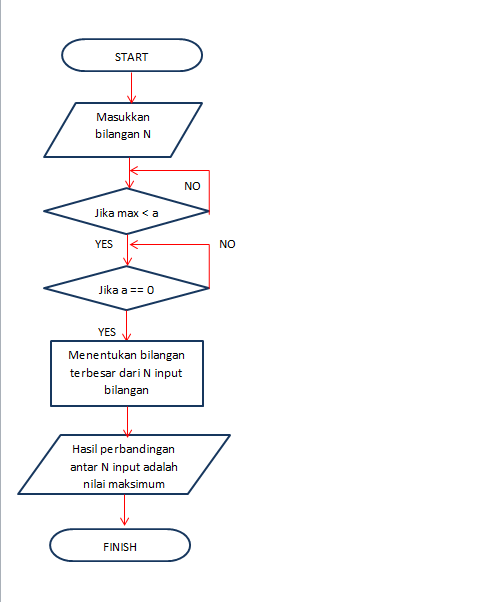 START
Masukkan
bilangan N
NO
Jika max < a
YES
NO
Jika a == 0
YES
Menentukan bilangan
terbesar dari N input
bilangan
Hasil perbandingan
antar N input adalah
nilai maksimum
FINISH